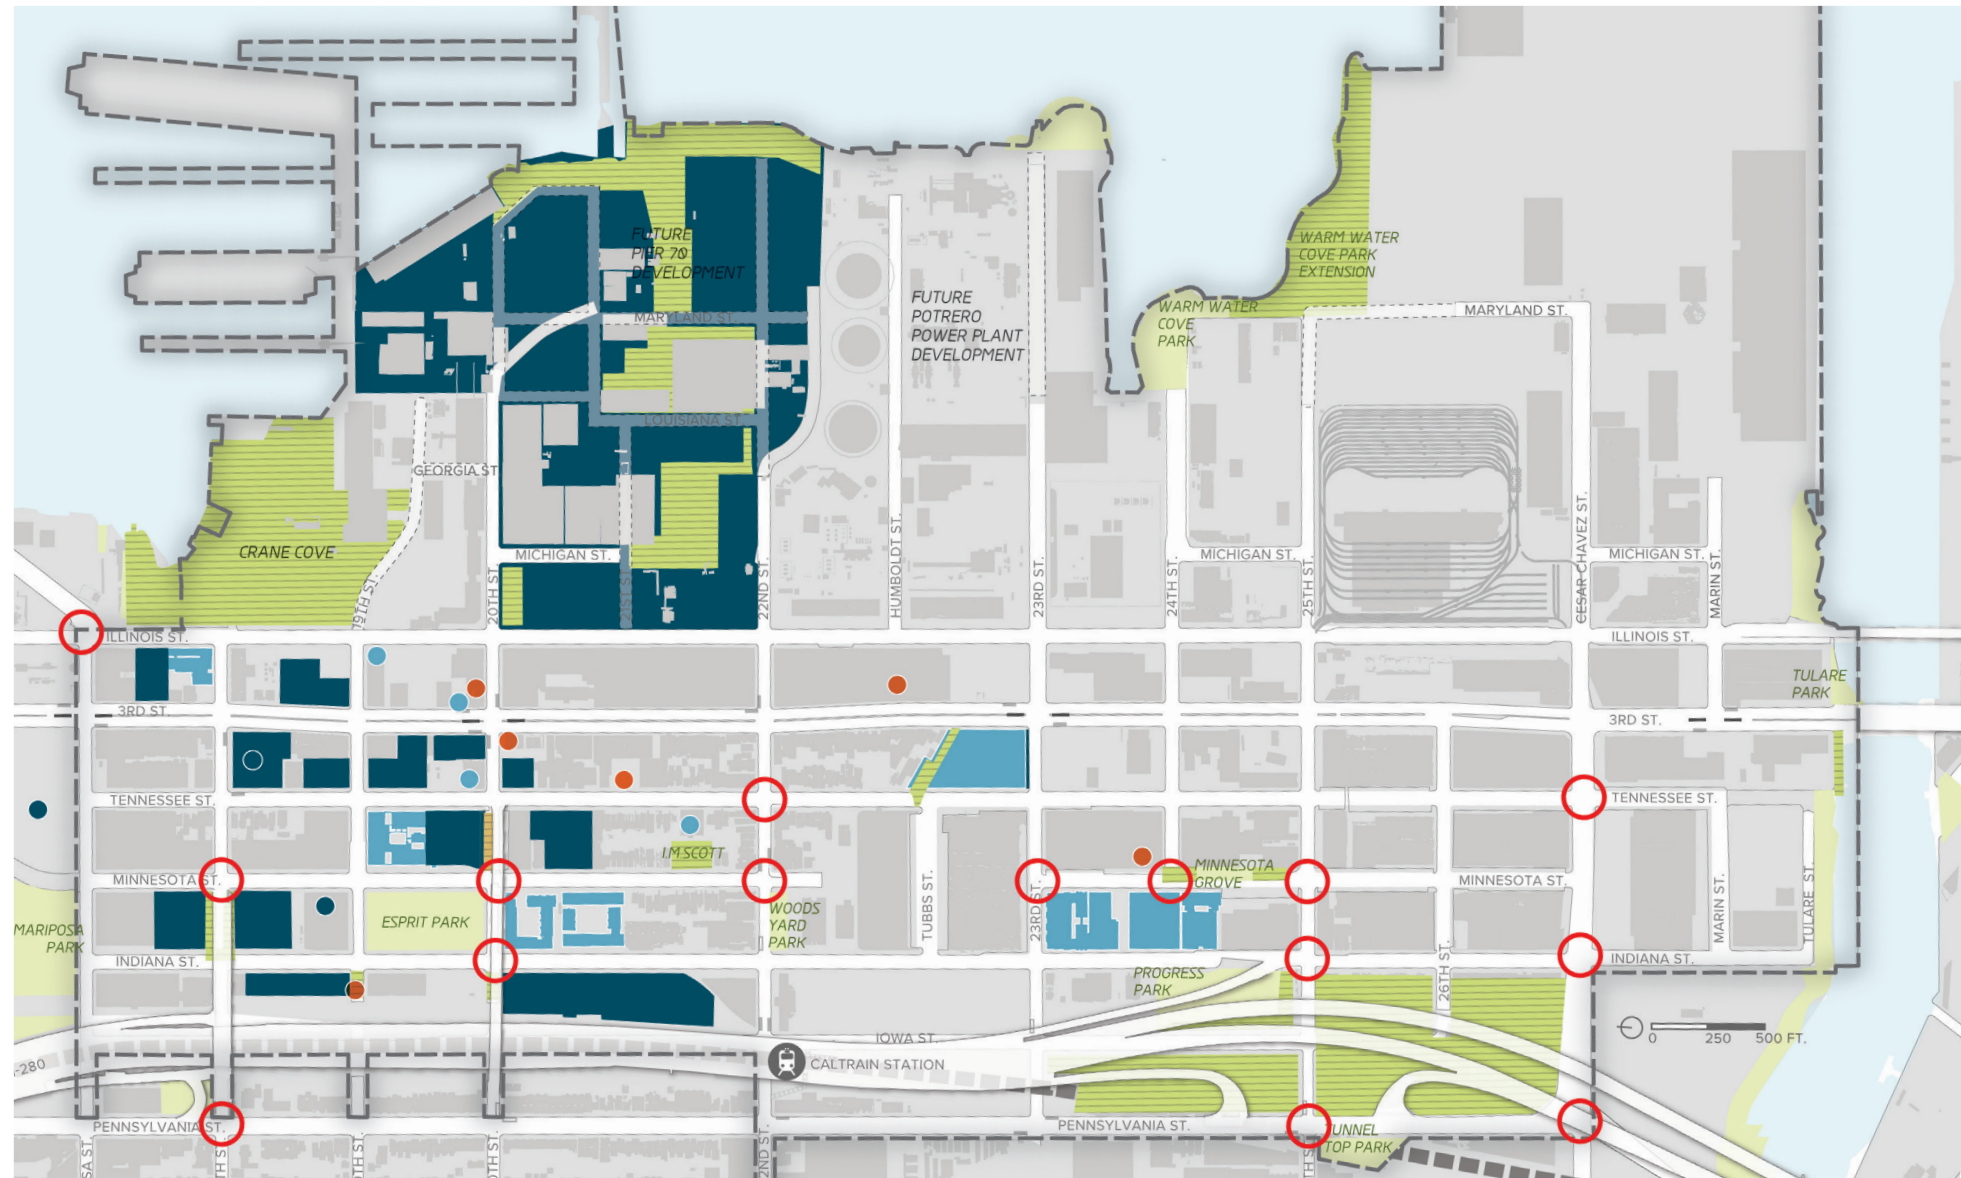 FUTURE
PIER 70
DEVELOPMENT
MARYLAND ST.
LOUISIANA ST.
FUTURE
POTRERO
POWER PLANT
DEVELOPMENT
WARM WATER
COVE PARK
EXTENSION
WARM WATER
COVE
PARK
MARYLAND ST.
GEORGIA ST
CRANE COVE
19TH ST.
20TH ST.
MICHIGAN ST.
22ND ST.
HUMBOLDT ST.
23RD ST.
24TH ST.
MICHIGAN ST.
25TH ST.
CESAR CHAVEZ ST.
MICHIGAN ST.
MARIN ST.
ILLINOIS ST.
ILLINOIS ST.
TULARE
PARK
3RD ST.
3RD ST.
TENNESSEE ST.
TENNESSEE ST.
I.M SCOTT
MINNESOTA ST.
MINNESOTA
GROVE
MINNESOTA ST.
MARIPOSA
PARK
ESPRIT PARK
WOODS
YARD
PARK
TUBBS ST.
23RD ST.
MARIN ST.
TULARE ST.
INDIANA ST.
INDIANA ST.
PROGRESS
PARK
26TH ST.
IOWA ST.
0
250
500 FT.
-280
CALTRAIN STATION
PENNSYLVANIA ST.
PENNSYLVANIA ST.
TUNNEL
TOP PARK